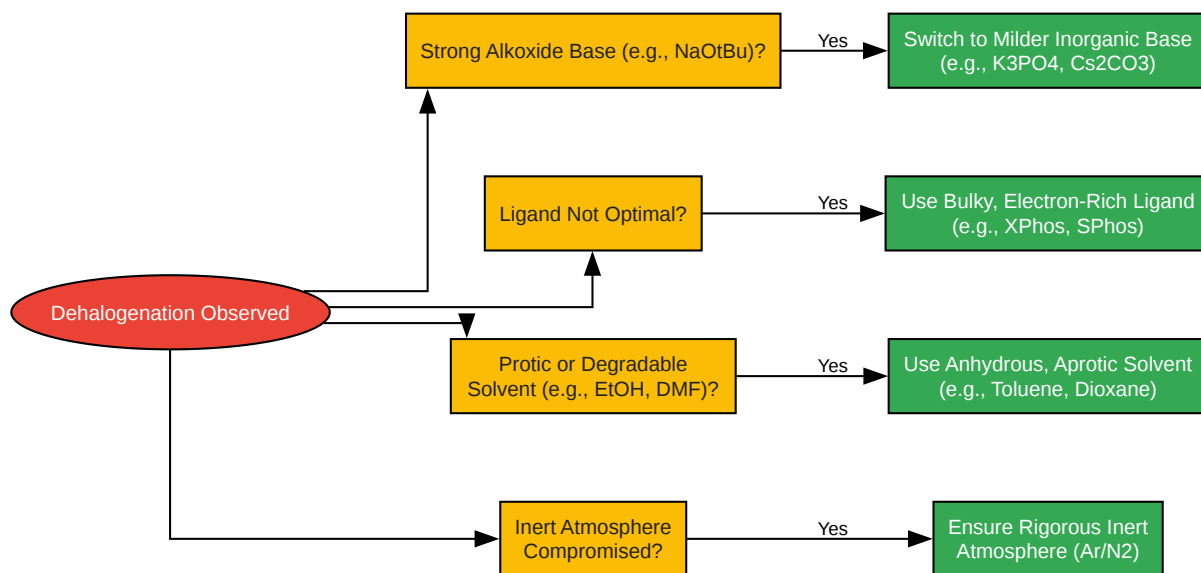 Strong Alkoxide Base (e.g., NaOtBu)?
Yes
Switch to Milder Inorganic Base
(e.g., K3PO4, Cs2CO3)
Ligand Not Optimal?
Yes
Use Bulky, Electron-Rich Ligand
(e.g., XPhos, SPhos)
Dehalogenation Observed
Protic or Degradable
Solvent (e.g., EtOH, DMF)?
Yes
Use Anhydrous, Aprotic Solvent
(e.g., Toluene, Dioxane)
Inert Atmosphere
Compromised?
Yes
Ensure Rigorous Inert
Atmosphere (Ar/N2)